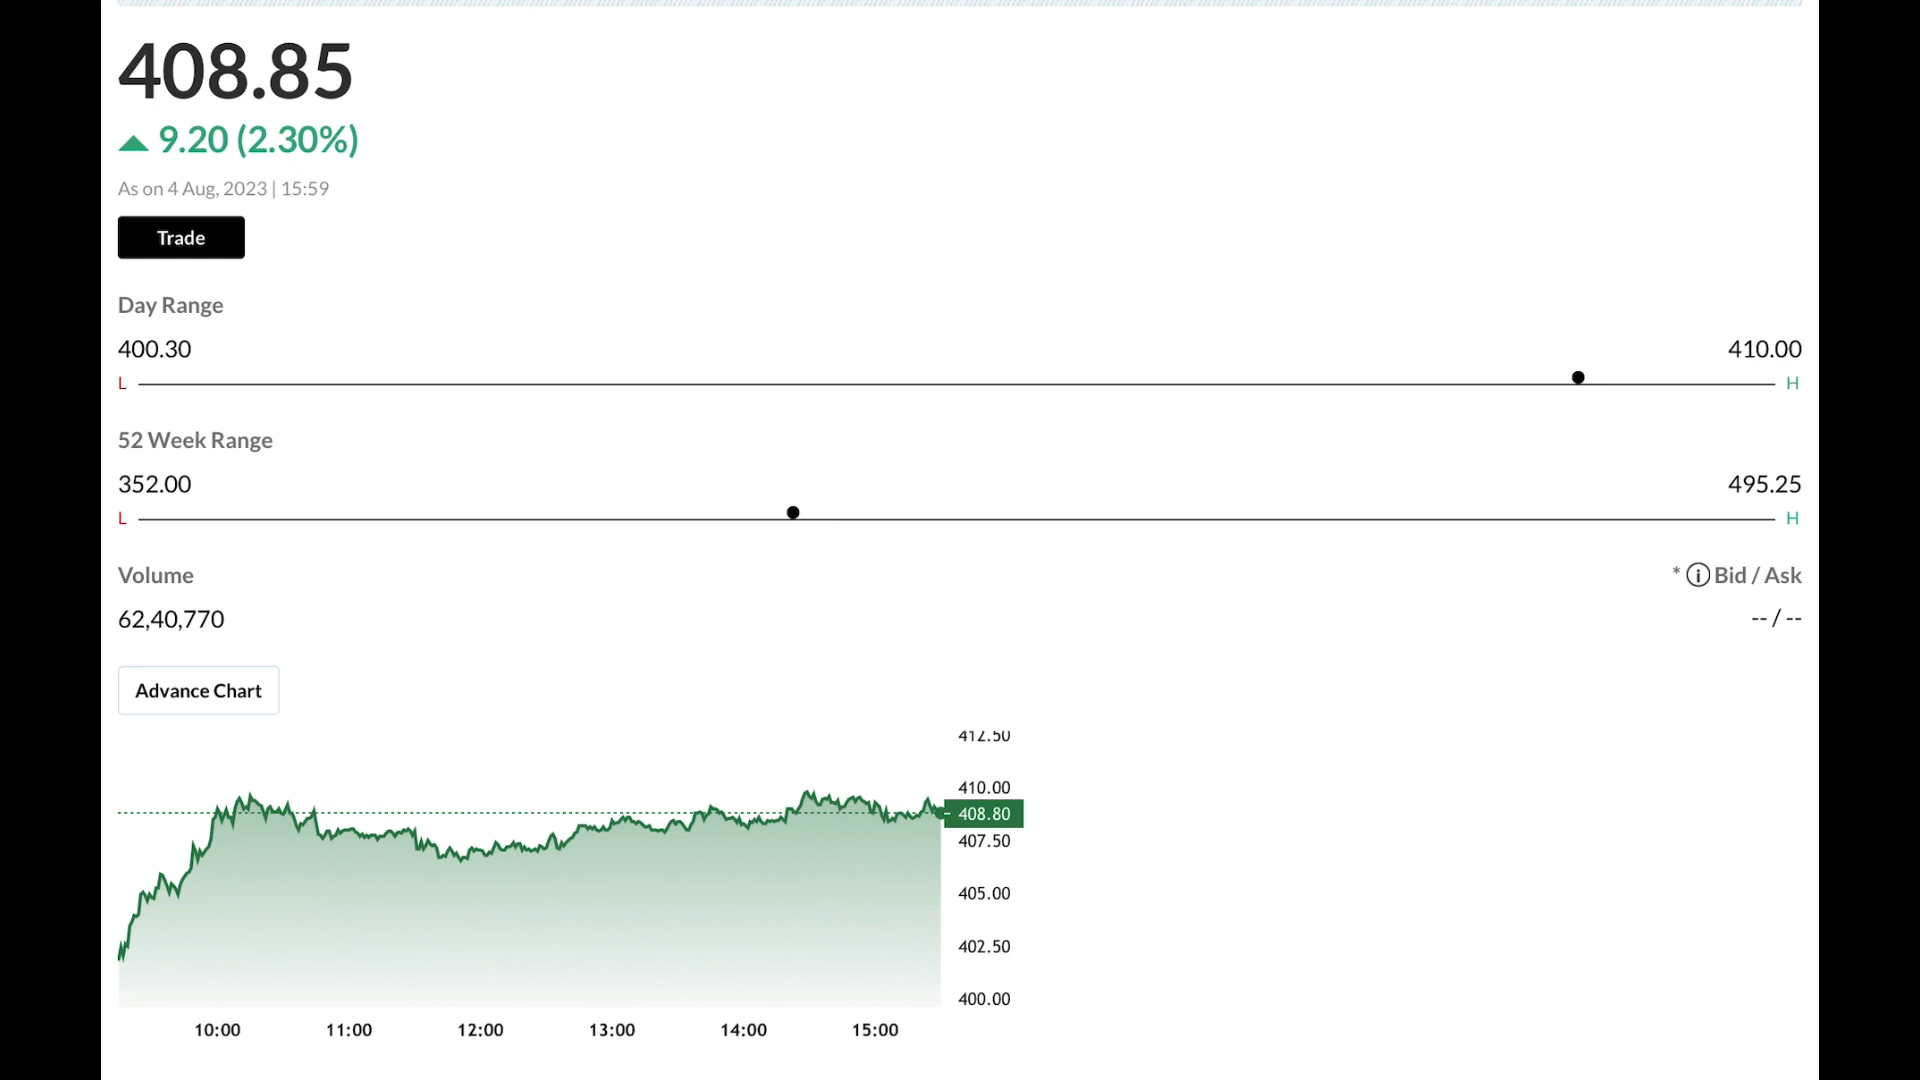 408.85
9.20 (2.30%)
As on 4 Aug, 2023 | 15:59
Trade
Day Range
400.30 410.00
L H
52 Week Range
352.00 495.25
L H
Volume * i Bid / Ask
62,40,770 -- / --
Advance Chart
412.50
410.00
408.80
407.50
405.00
402.50
400.00
10:00 11:00 12:00 13:00 14:00 15:00